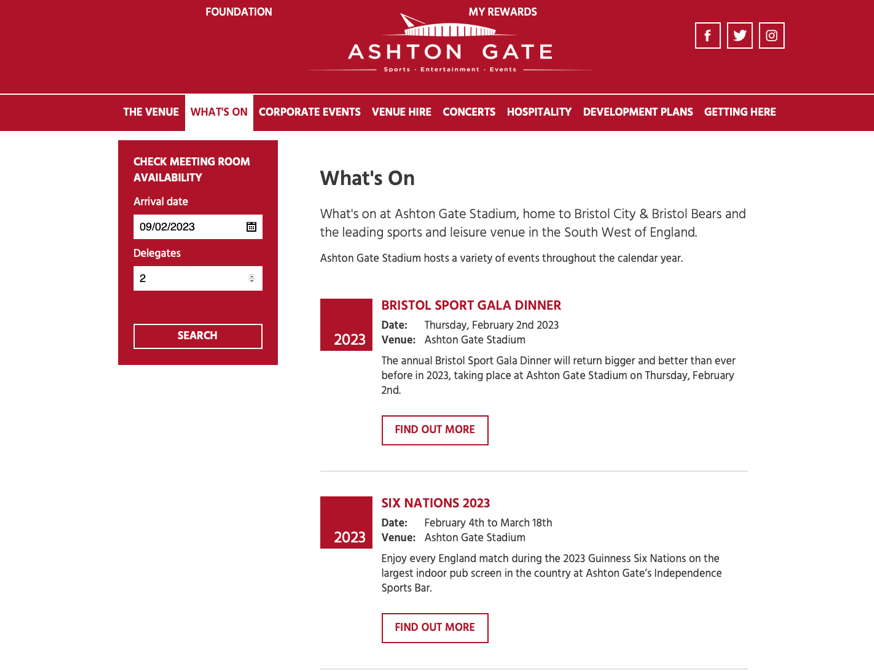 FOUNDATION
MY REWARDS
ASHTON GATE
Sports · Entertainment · Events
THE VENUE
WHAT'S ON
CORPORATE EVENTS
VENUE HIRE
CONCERTS
HOSPITALITY
DEVELOPMENT PLANS
GETTING HERE
CHECK MEETING ROOM
AVAILABILITY
Arrival date
09/02/2023
Delegates
2
SEARCH
What's On
What's on at Ashton Gate Stadium, home to Bristol City & Bristol Bears and
the leading sports and leisure venue in the South West of England.
Ashton Gate Stadium hosts a variety of events throughout the calendar year.
2023
BRISTOL SPORT GALA DINNER
Date: Thursday, February 2nd 2023
Venue: Ashton Gate Stadium
The annual Bristol Sport Gala Dinner will return bigger and better than ever
before in 2023, taking place at Ashton Gate Stadium on Thursday, February
2nd.
FIND OUT MORE
2023
SIX NATIONS 2023
Date: February 4th to March 18th
Venue: Ashton Gate Stadium
Enjoy every England match during the 2023 Guinness Six Nations on the
largest indoor pub screen in the country at Ashton Gate’s Independence
Sports Bar.
FIND OUT MORE